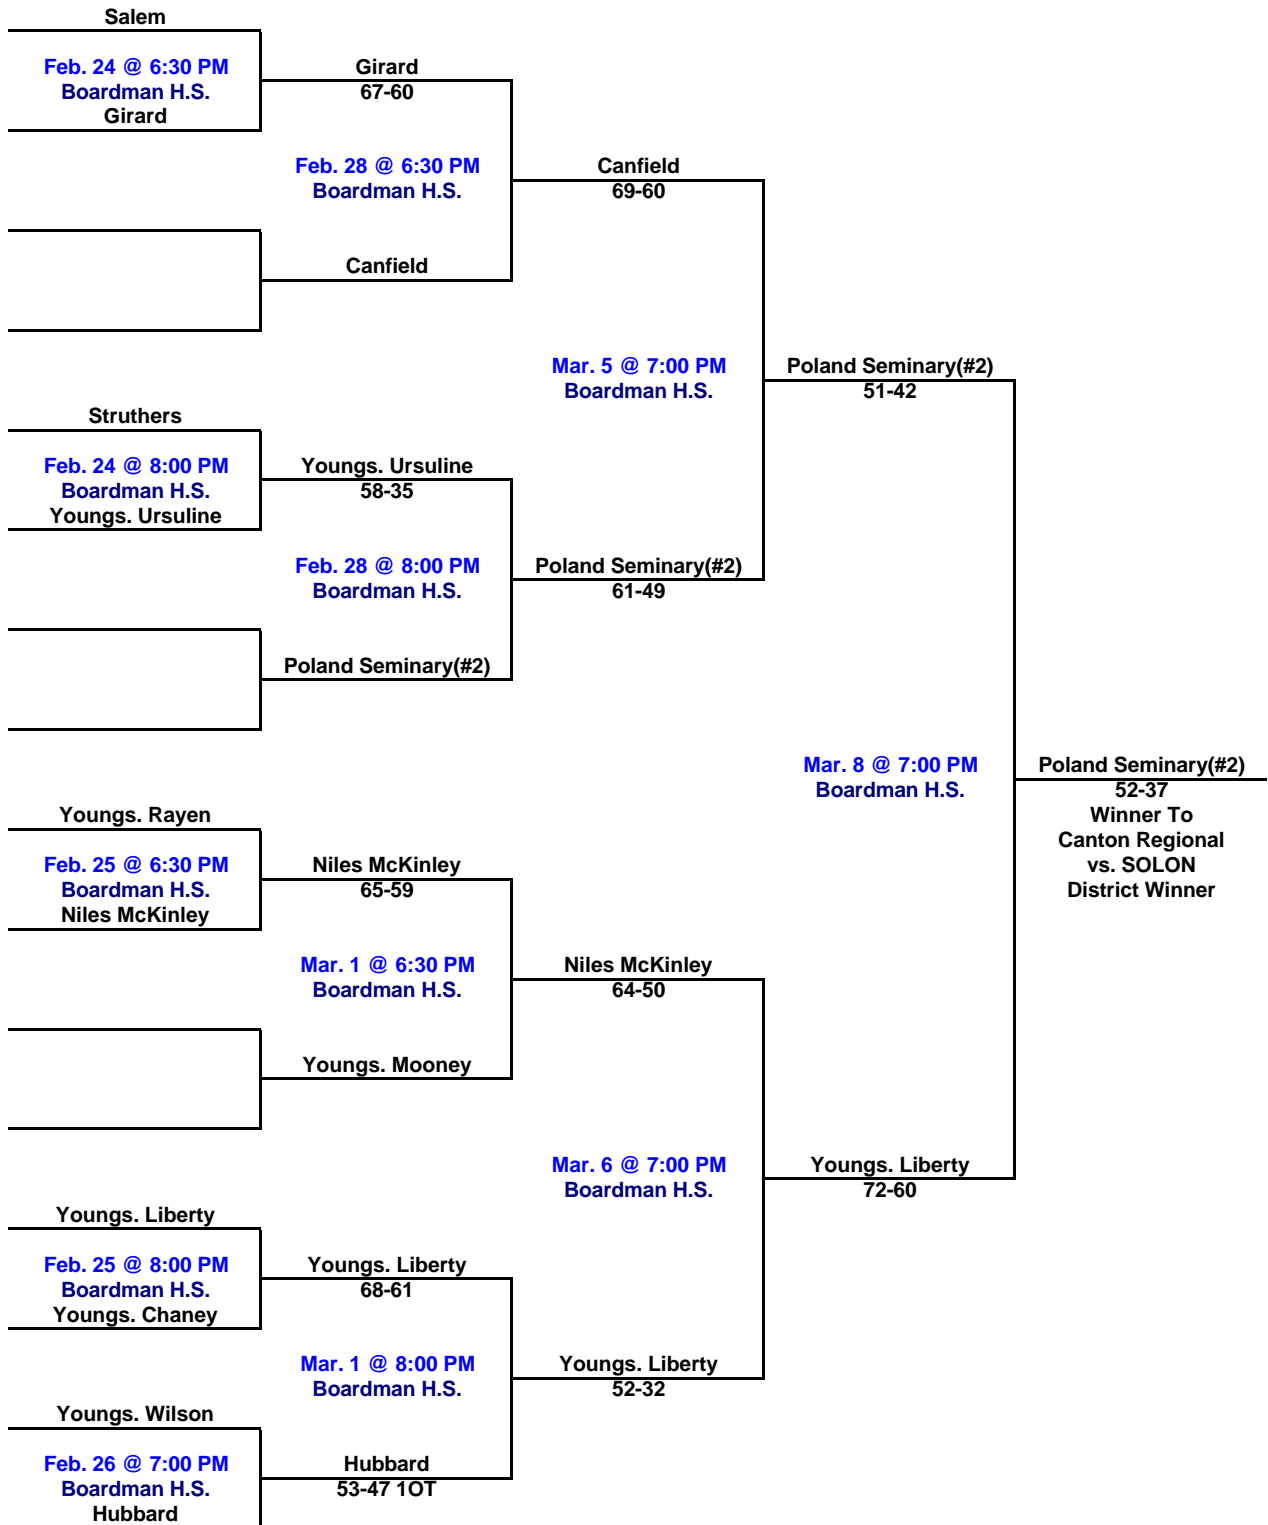 Salem
Feb. 24 @ 6:30 PM
Boardman H.S.
Girard
Girard
67-60
Feb. 28 @ 6:30 PM
Boardman H.S.
Canfield
Canfield
69-60
Mar. 5 @ 7:00 PM
Boardman H.S.
Poland Seminary(#2)
51-42
Struthers
Feb. 24 @ 8:00 PM
Boardman H.S.
Youngs. Ursuline
Youngs. Ursuline
58-35
Feb. 28 @ 8:00 PM
Boardman H.S.
Poland Seminary(#2)
61-49
Poland Seminary(#2)
Mar. 8 @ 7:00 PM
Boardman H.S.
Poland Seminary(#2)
52-37
Winner To
Canton Regional
vs. SOLON
District Winner
Youngs. Rayen
Feb. 25 @ 6:30 PM
Boardman H.S.
Niles McKinley
Niles McKinley
65-59
Mar. 1 @ 6:30 PM
Boardman H.S.
Niles McKinley
64-50
Youngs. Mooney
Mar. 6 @ 7:00 PM
Boardman H.S.
Youngs. Liberty
72-60
Youngs. Liberty
Feb. 25 @ 8:00 PM
Boardman H.S.
Youngs. Chaney
Youngs. Liberty
68-61
Mar. 1 @ 8:00 PM
Boardman H.S.
Youngs. Liberty
52-32
Youngs. Wilson
Feb. 26 @ 7:00 PM
Boardman H.S.
Hubbard
Hubbard
53-47 1OT